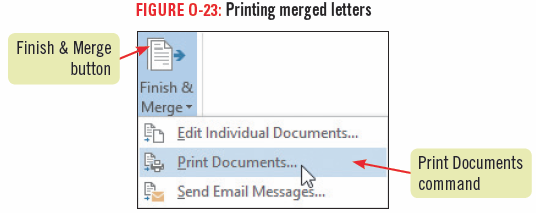 FIGURE O-23: Printing merged letters
Finish & Merge
button
Finish &
Merge
Edit Individual Documents...
Print Documents...
Send Email Messages...
Print Documents
command